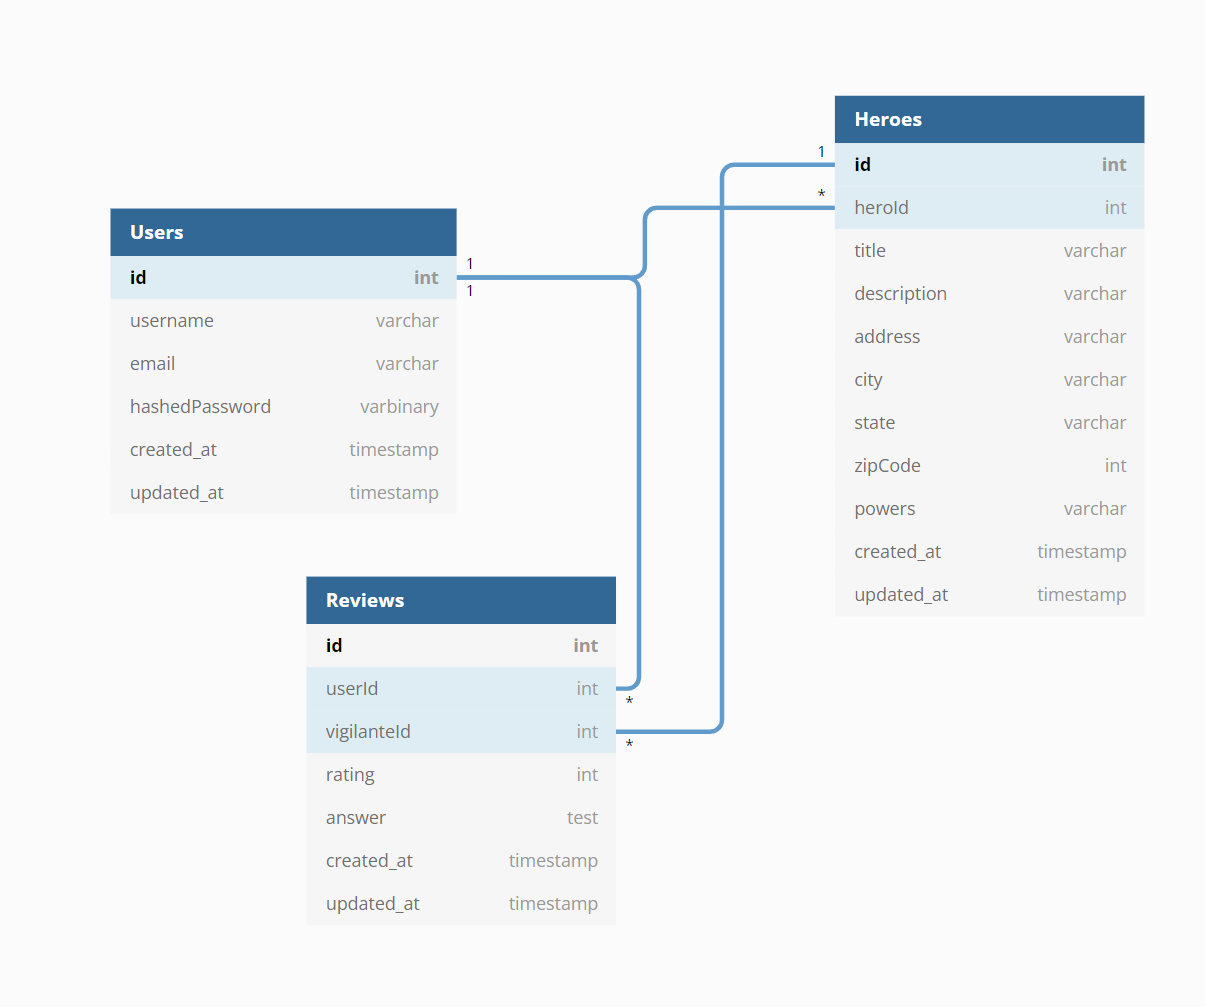 Heroes
1
id int
*
heroId int
title varchar
description varchar
address varchar
city varchar
state varchar
zipCode int
powers varchar
created_at timestamp
updated_at timestamp
Users
1
id int
1
username varchar
email varchar
hashedPassword varbinary
created_at timestamp
updated_at timestamp
Reviews
id int
userId int
*
vigilanteId int
*
rating int
answer test
created_at timestamp
updated_at timestamp